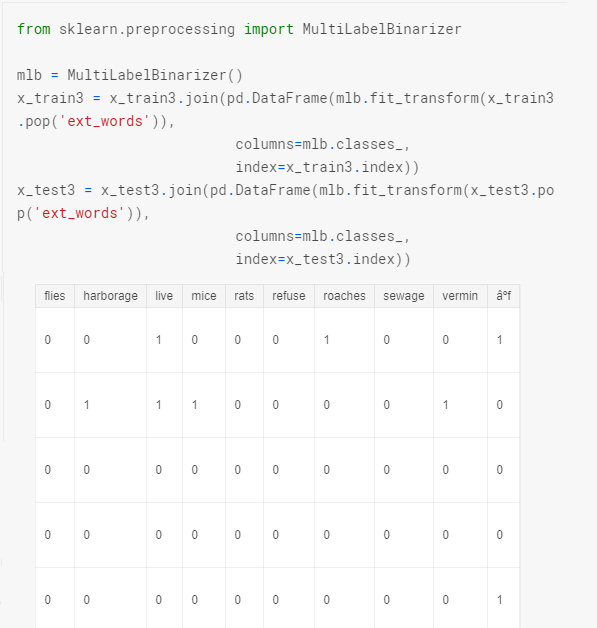 from sklearn.preprocessing import MultiLabelBinarizer
mlb = MultiLabelBinarizer()
x_train3 = x_train3.join(pd.DataFrame(mlb.fit_transform(x_train3
.pop('ext_words')),
columns=mlb.classes_,
index=x_train3.index))
x_test3 = x_test3.join(pd.DataFrame(mlb.fit_transform(x_test3.po
p('ext_words')),
columns=mlb.classes_,
index=x_test3.index))
flies harborage live mice rats refuse roaches sewage vermin âºf
0 0 1 0 0 0 1 0 0 1
0 1 1 1 0 0 0 0 1 0
0 0 0 0 0 0 0 0 0 0
0 0 0 0 0 0 0 0 0 0
0 0 0 0 0 0 0 0 0 1